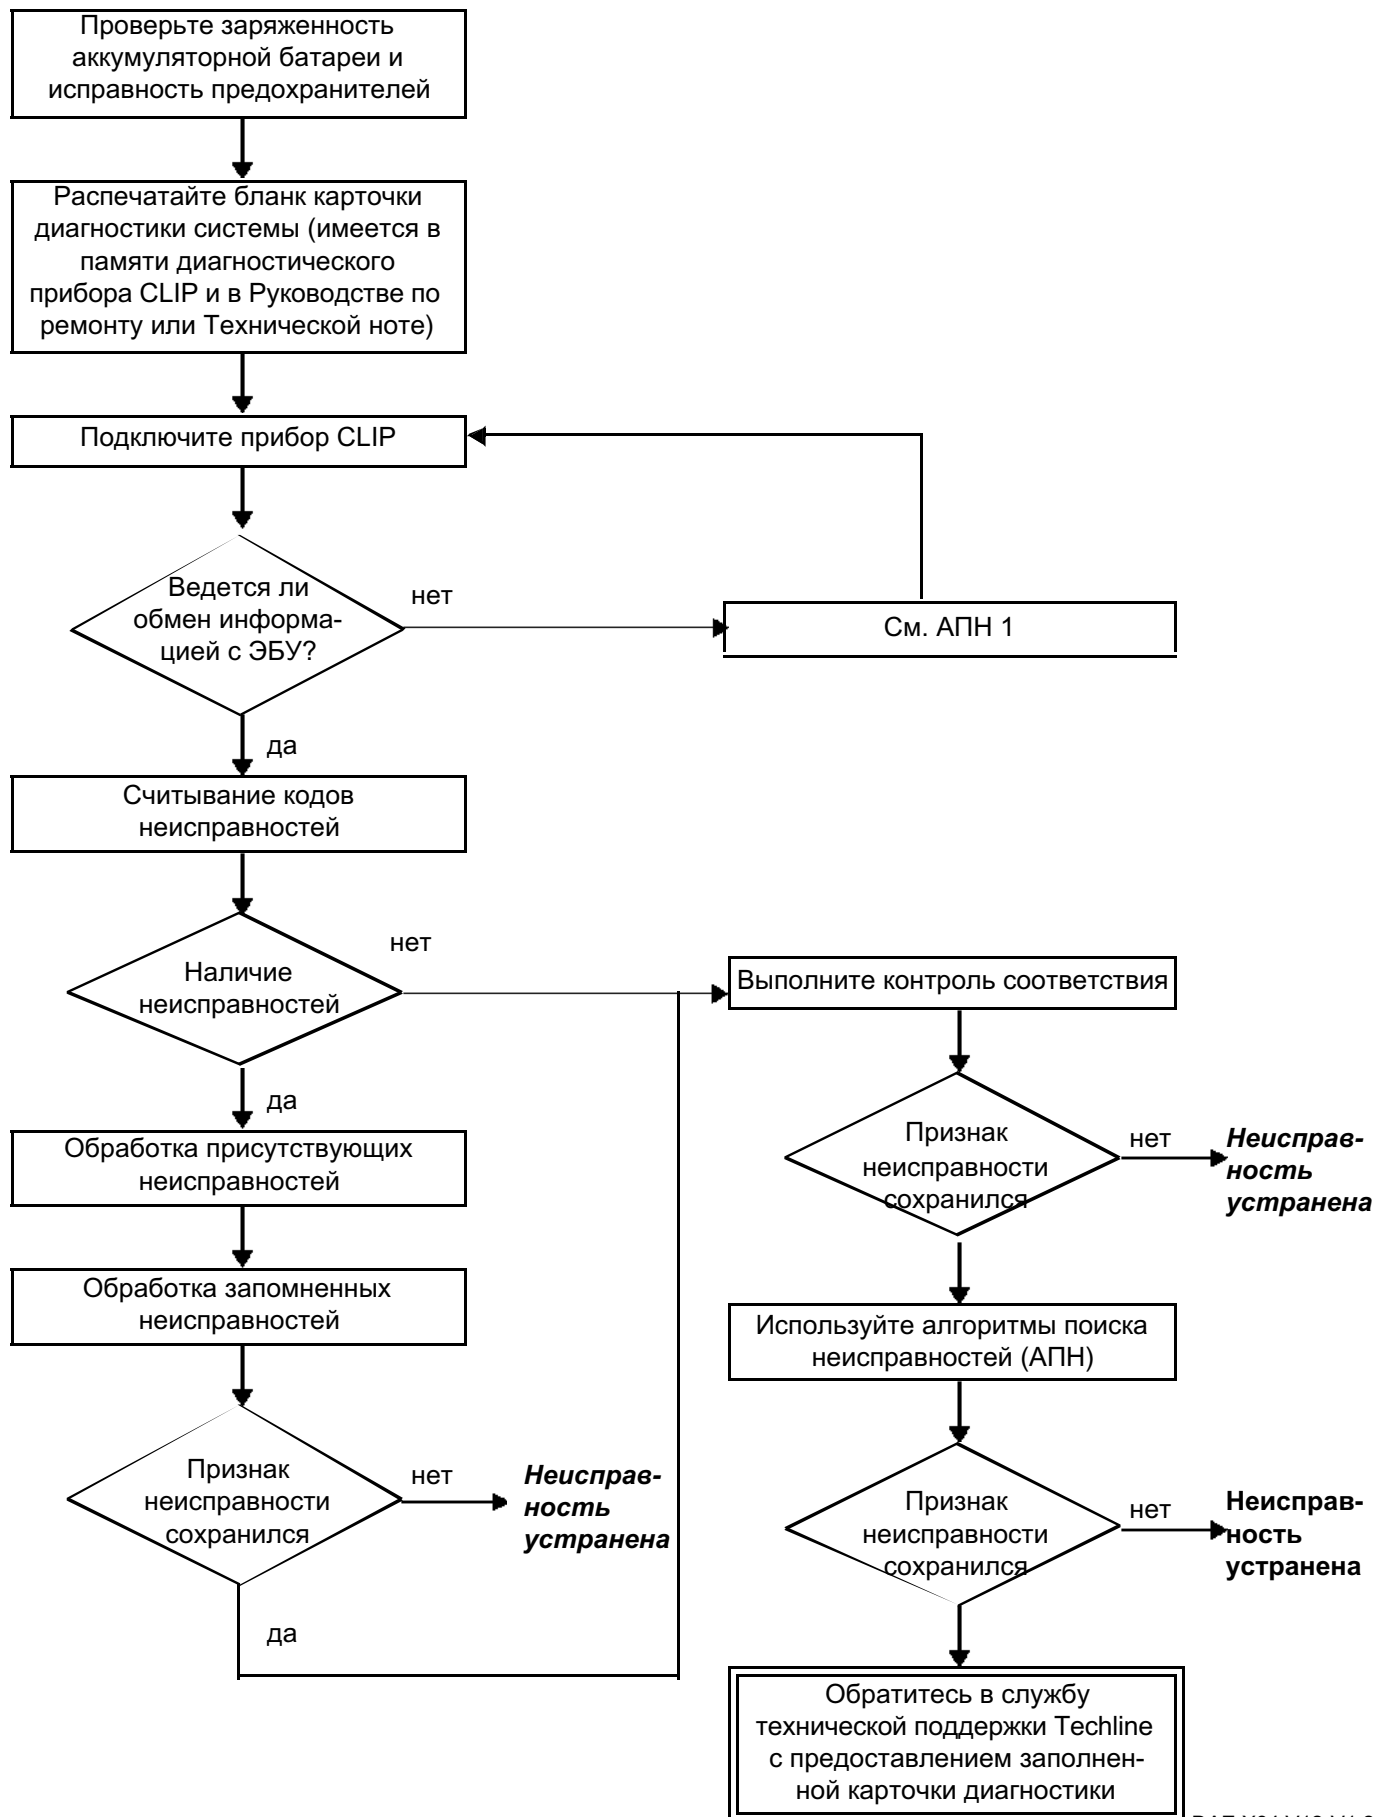 Проверьте заряженность
аккумуляторной батареи и
исправность предохранителей
Распечатайте бланк карточки
диагностики системы (имеется в
памяти диагностического
прибора CLIP и в Руководстве по
ремонту или Технической ноте)
Подключите прибор CLIP
Ведется ли
обмен информа-
цией с ЭБУ?
нет
См. АПН 1
да
Считывание кодов
неисправностей
Наличие
неисправностей
нет
да
Обработка присутствующих
неисправностей
Обработка запомненных
неисправностей
Признак
неисправности
сохранился
нет
Неисправ-
ность
устранена
да
Выполните контроль соответствия
Признак
неисправности
сохранился
нет
Неисправ-
ность
устранена
Используйте алгоритмы поиска
неисправностей (АПН)
Признак
неисправности
сохранился
нет
Неисправ-
ность
устранена
Обратитесь в службу
технической поддержки Techline
с предоставлением заполнен-
ной карточки диагностики